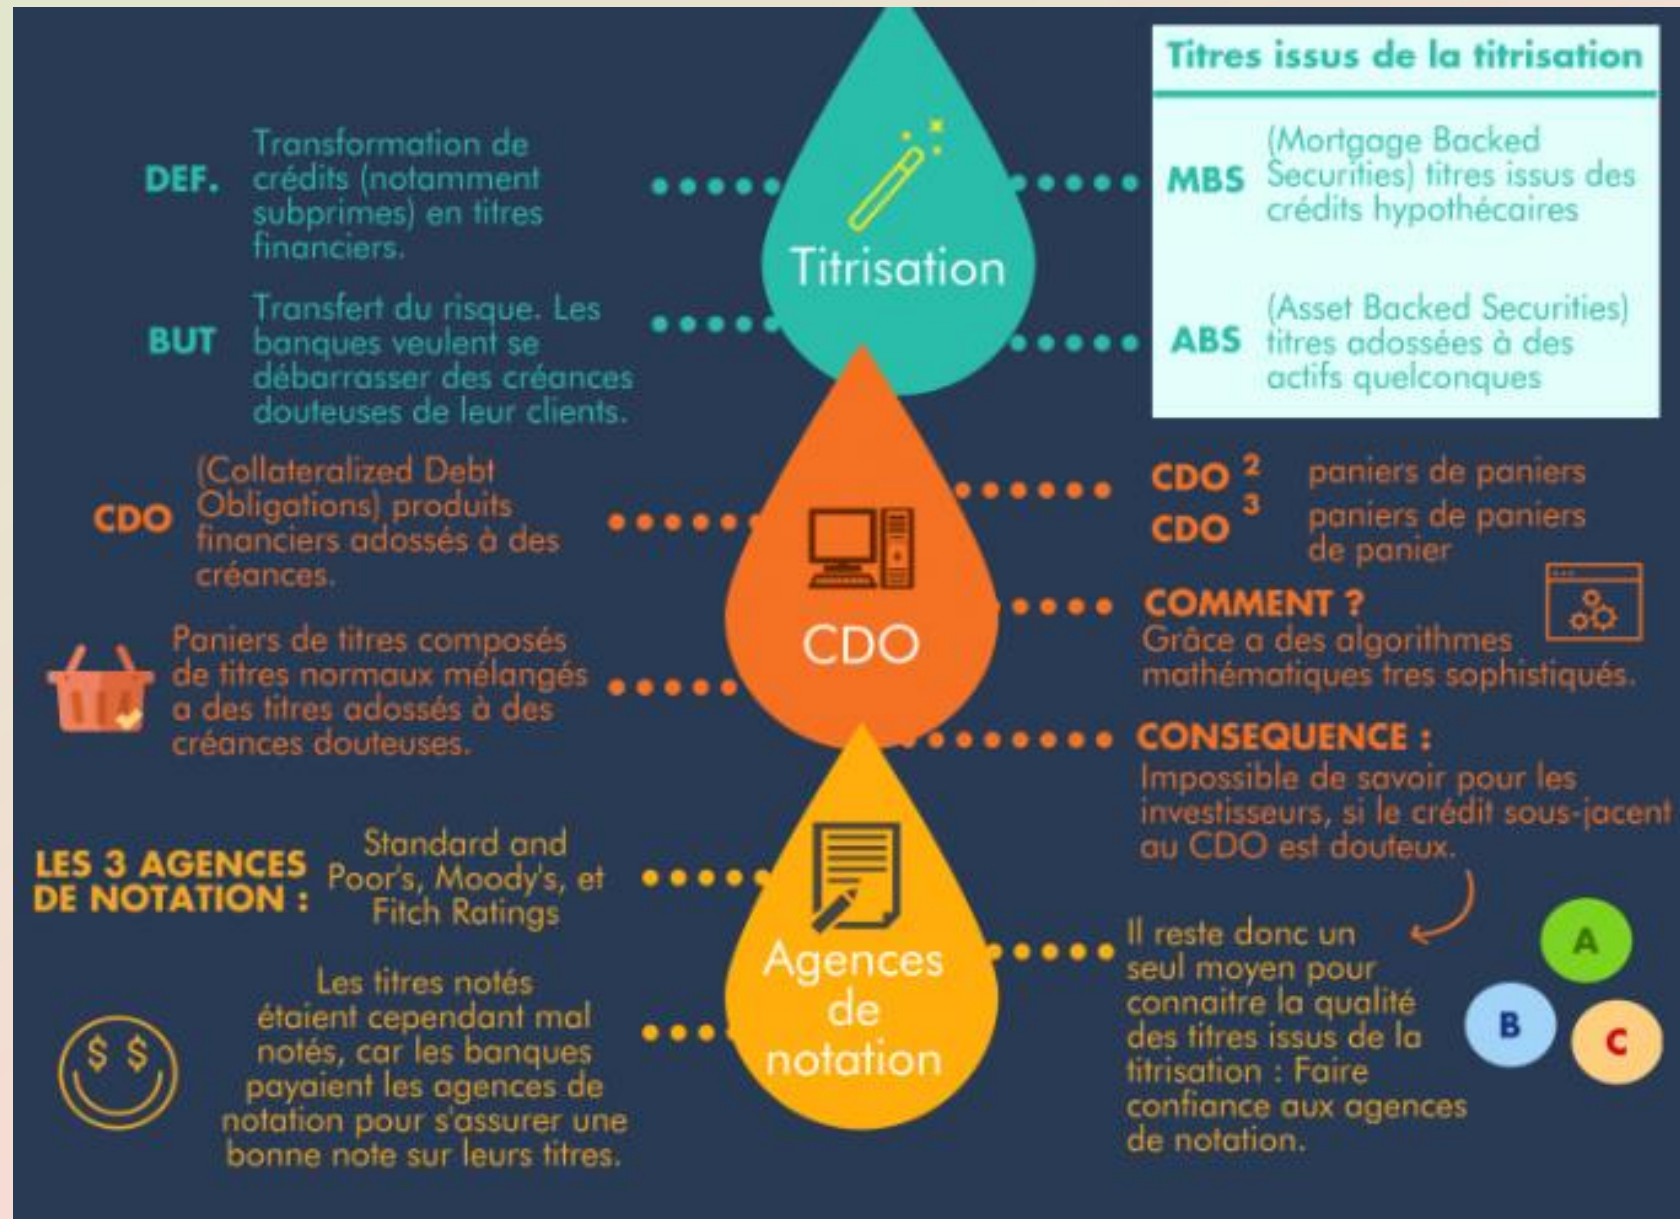 Titrisation
DEF.
Transformation de
crédits (notamment
subprimes) en titres
financiers.
BUT
Transfert du risque. Les
banques veulent se
débarrasser des créances
douteuses de leur clients.
Titres issus de la titrisation
MBS
(Mortgage Backed
Securities) titres issus des
crédits hypothécaires
ABS
(Asset Backed Securities)
titres adossées à des
actifs quelconques
CDO
CDO
(Collateralized Debt
Obligations) produits
financiers adossés à des
créances.
Paniers de titres composés
de titres normaux mélangés
a des titres adossés à des
créances douteuses.
CDO ² paniers de paniers
CDO ³ paniers de paniers
de panier
COMMENT ?
Grâce a des algorithmes
mathématiques tres sophistiqués.
CONSEQUENCE :
Impossible de savoir pour les
investisseurs, si le crédit sous-jacent
au CDO est douteux.
Agences
de
notation
LES 3 AGENCES
DE NOTATION :
Standard and
Poor's, Moody's, et
Fitch Ratings
Les titres notés
étaient cependant mal
notés, car les banques
payaient les agences de
notation pour s'assurer une
bonne note sur leurs titres.
$ $
Il reste donc un
seul moyen pour
connaitre la qualité
des titres issus de la
titrisation : Faire
confiance aux agences
de notation.
A
B
C